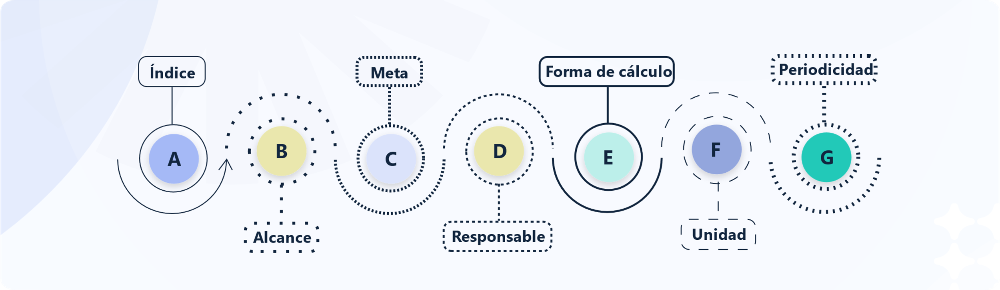 Índice
A
B
Alcance
Meta
C
D
Responsable
Forma de cálculo
E
F
Unidad
Periodicidad
G